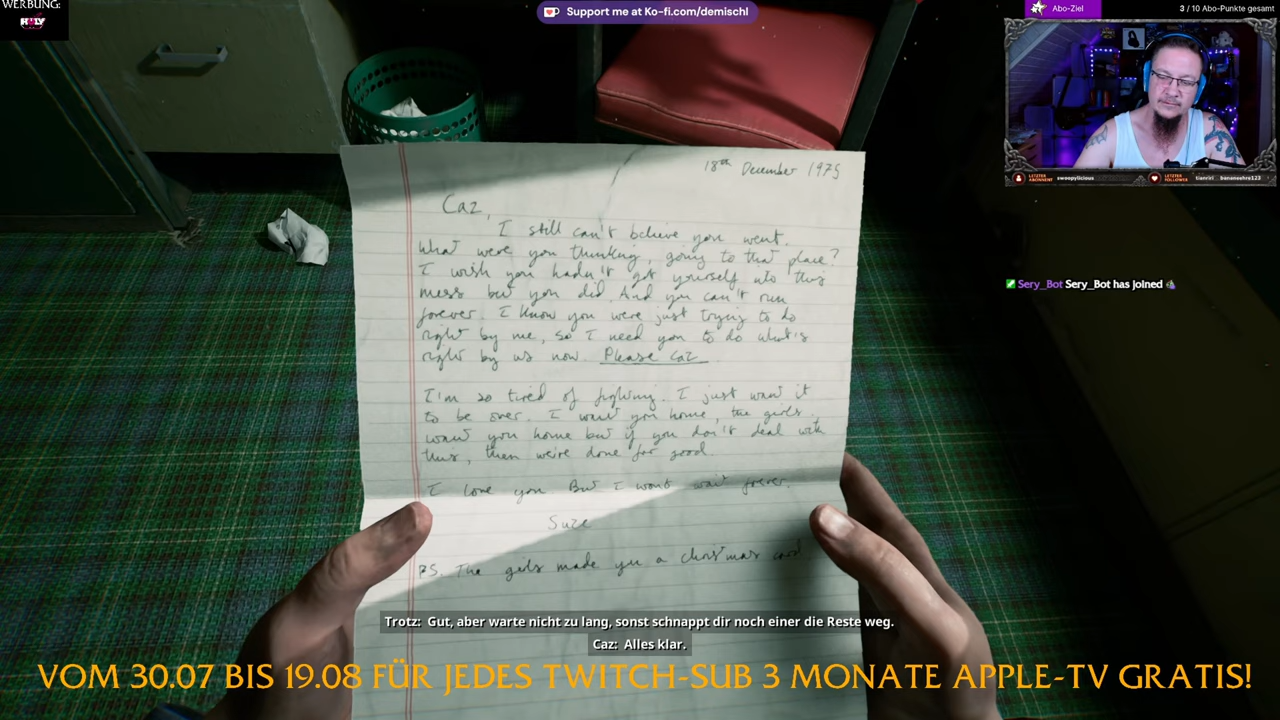 WERBUNG:
HOLY
Support me at Ko-fi.com/demischl
Abo-Ziel
3 / 10 Abo-Punkte gesamt
LETZTER ABONNENT swoopylicious
LETZTER FOLLOWER
Sery_Bot Sery_Bot has joined
18th December 1975
Caz,
I still can't believe you went.
What were you thinking, going to that place?
I wish you hadn't got yourself into this
mess but you did. And you can't run
forever. I know you were just trying to do
right by me, so I need you to do what's
right by us now. Please Caz
I'm so tired of fighting. I just want it
to be over. I want you home, the girls
want you home but if you don't deal with
this, then we're done for good
I love you But I won't wait forever.
Suze
PS. The girls made you a Christmas card
Trotz: Gut, aber warte nicht zu lang, sonst schnappt dir noch einer die Reste weg.
Caz: Alles klar.
VOM 30.07 BIS 19.08 FÜR JEDES TWITCH-SUB 3 MONATE APPLE-TV GRATIS!